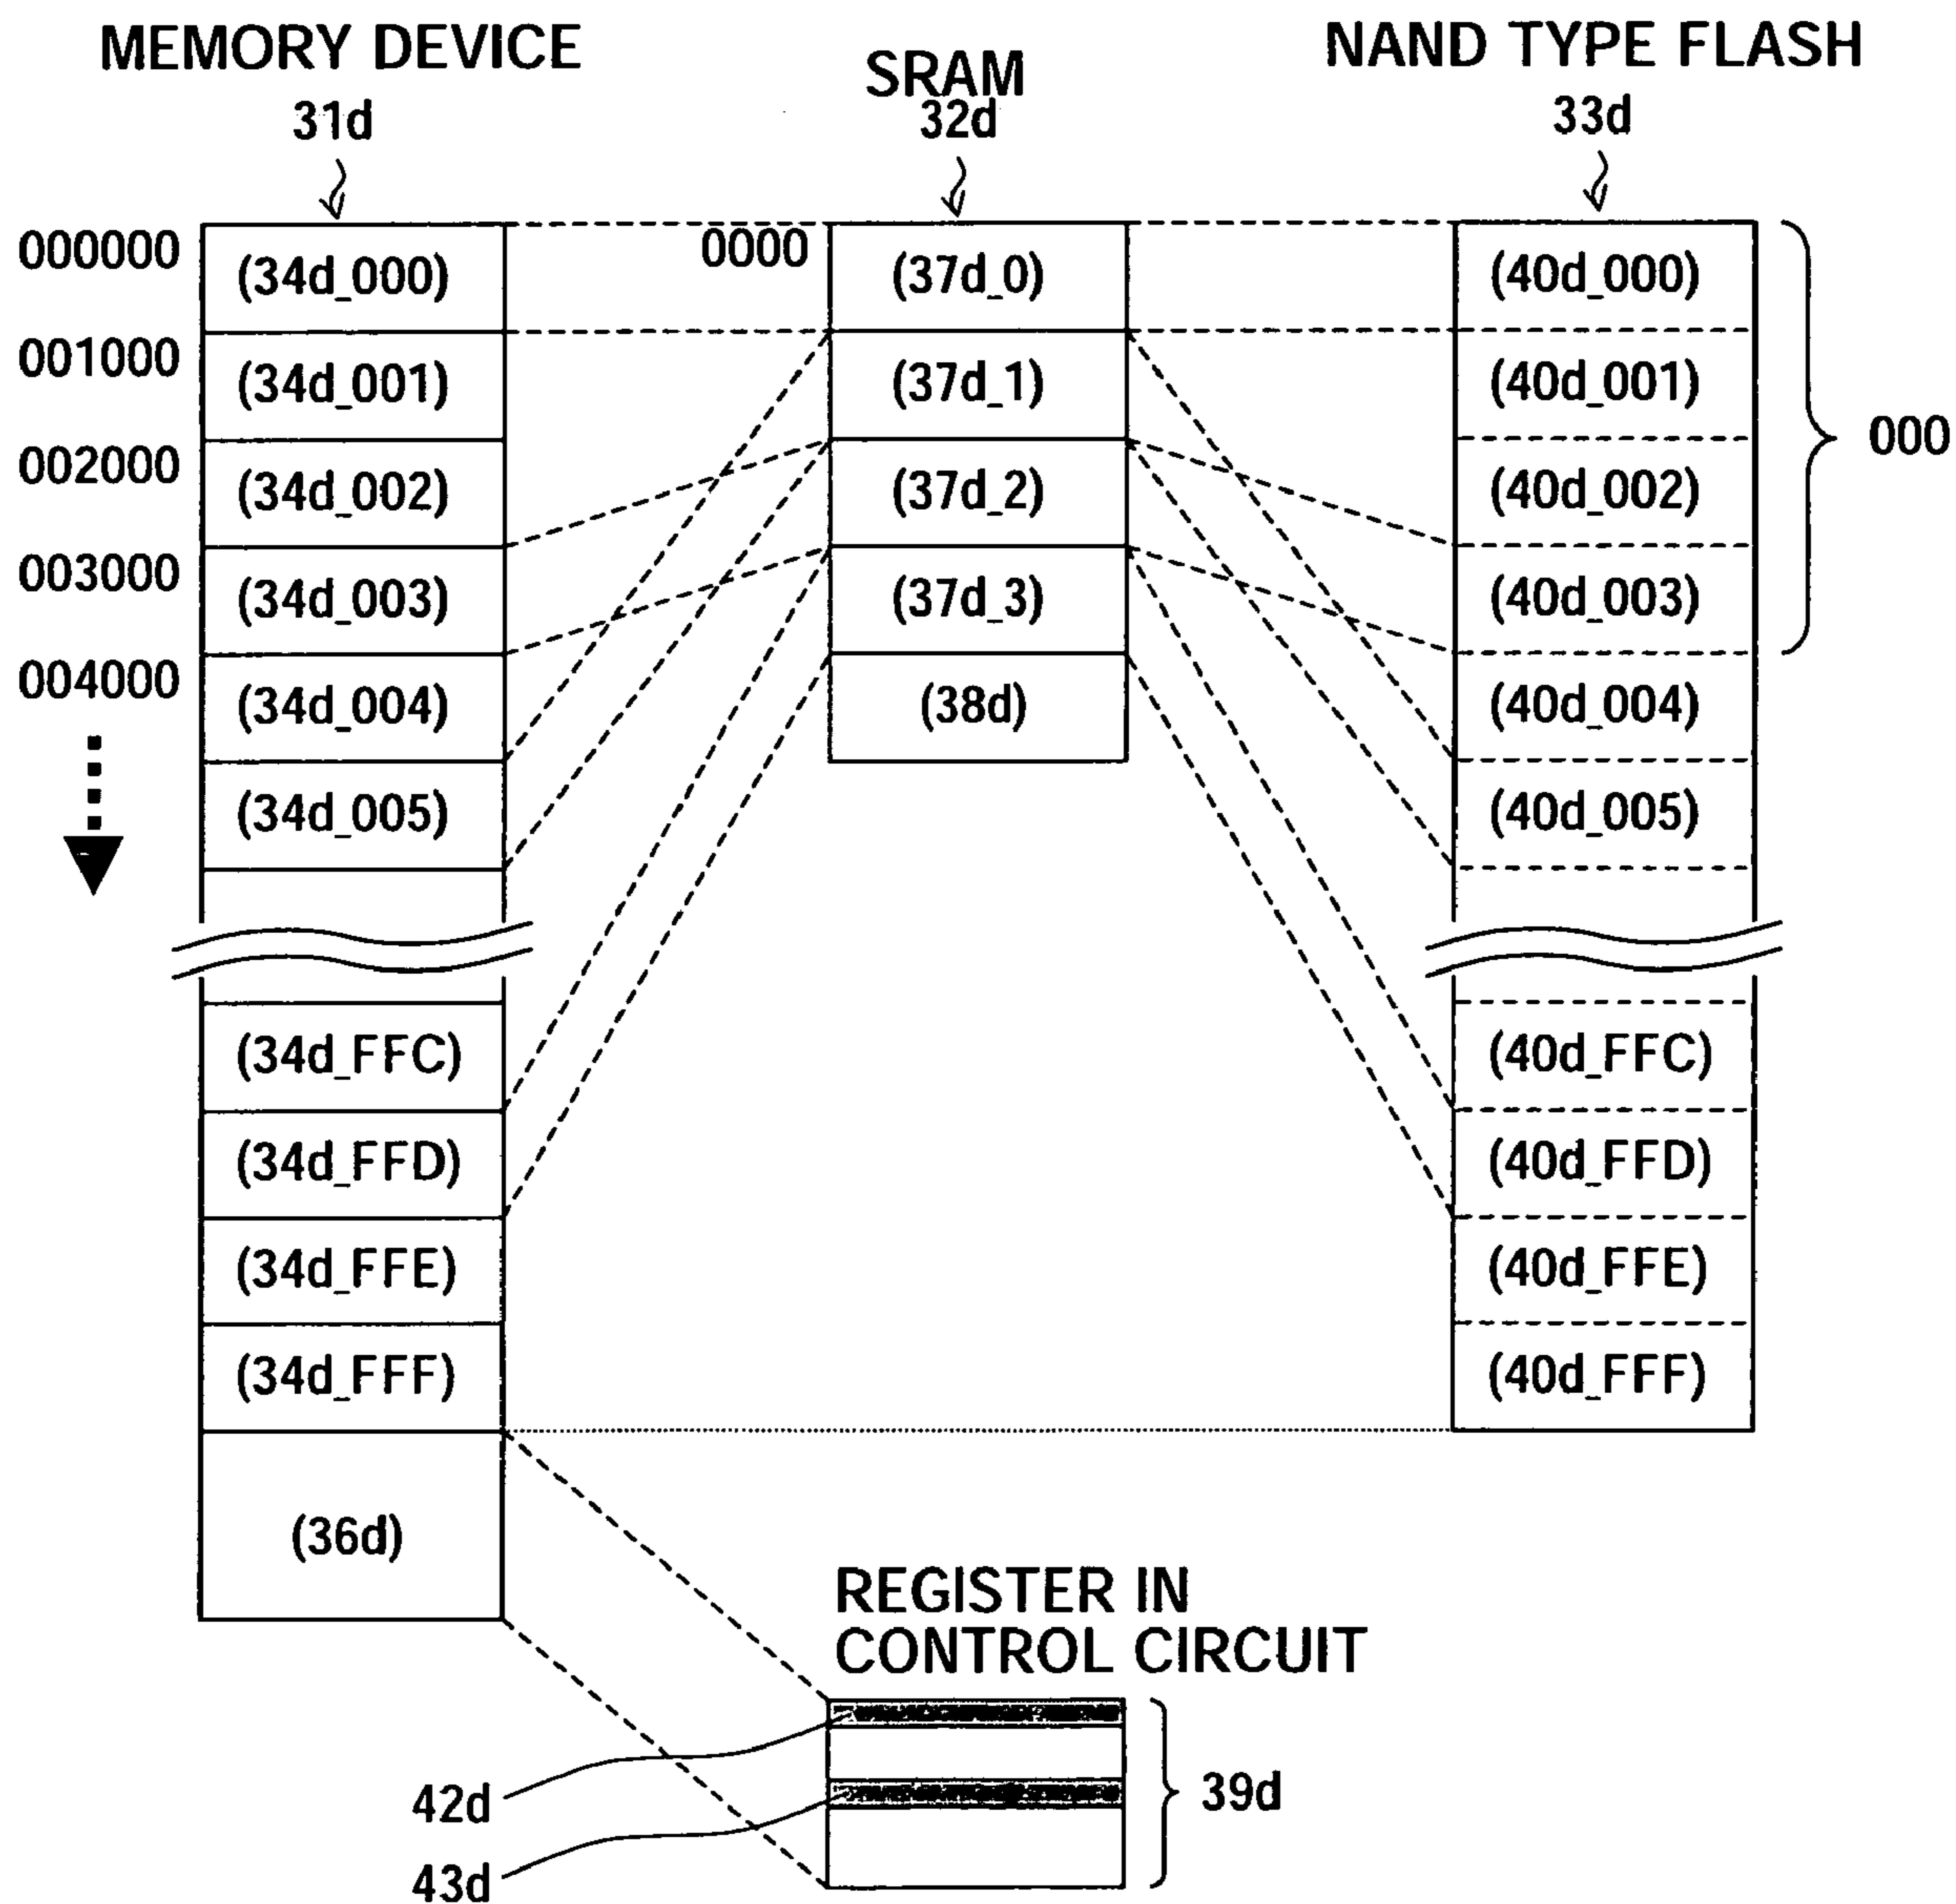 MEMORY DEVICE
31d
SRAM
32d
NAND TYPE FLASH
33d
000000
001000
002000
003000
004000
(34d_000)
(34d_001)
(34d_002)
(34d_003)
(34d_004)
(34d_005)
(34d_FFC)
(34d_FFD)
(34d_FFE)
(34d_FFF)
(36d)
0000
(37d_0)
(37d_1)
(37d_2)
(37d_3)
(38d)
(40d_000)
(40d_001)
(40d_002)
(40d_003)
(40d_004)
(40d_005)
(40d_FFC)
(40d_FFD)
(40d_FFE)
(40d_FFF)
000
REGISTER IN
CONTROL CIRCUIT
42d
43d
39d